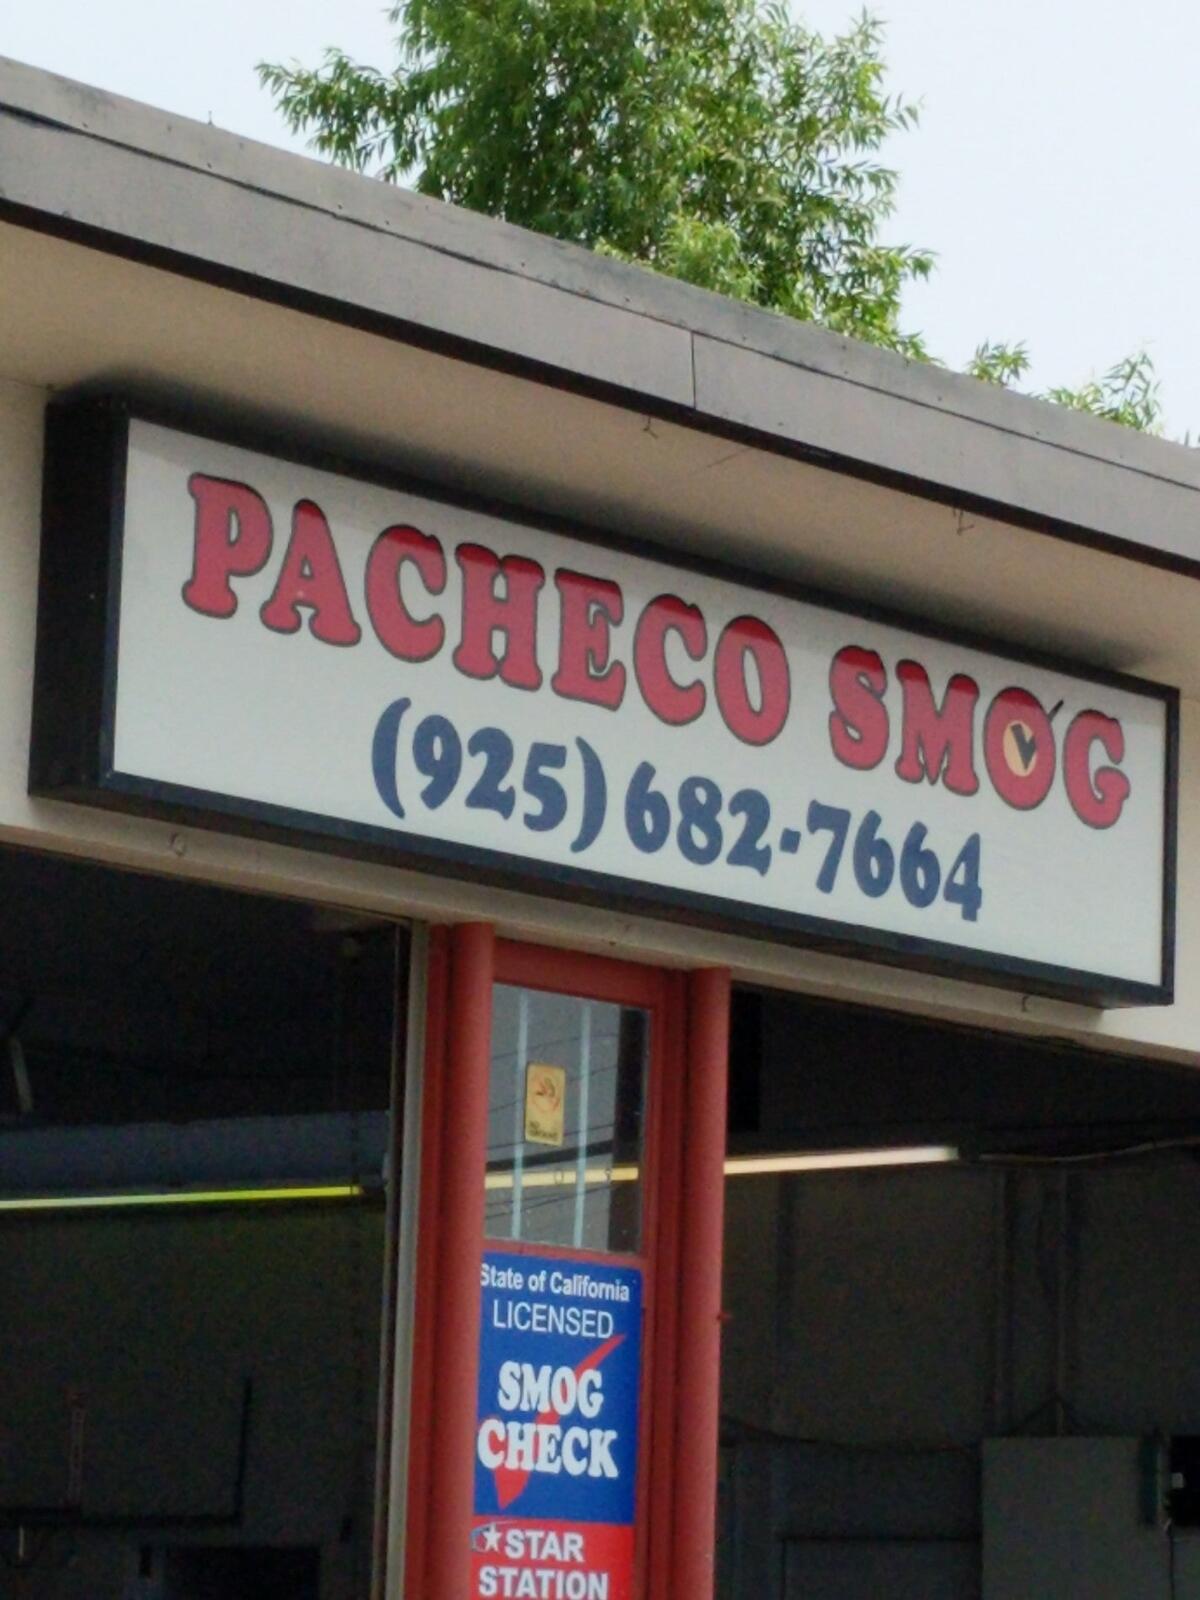 PACHECO SMOG
(925) 682-7664
State of California
LICENSED
SMOG
CHECK
STAR
STATION